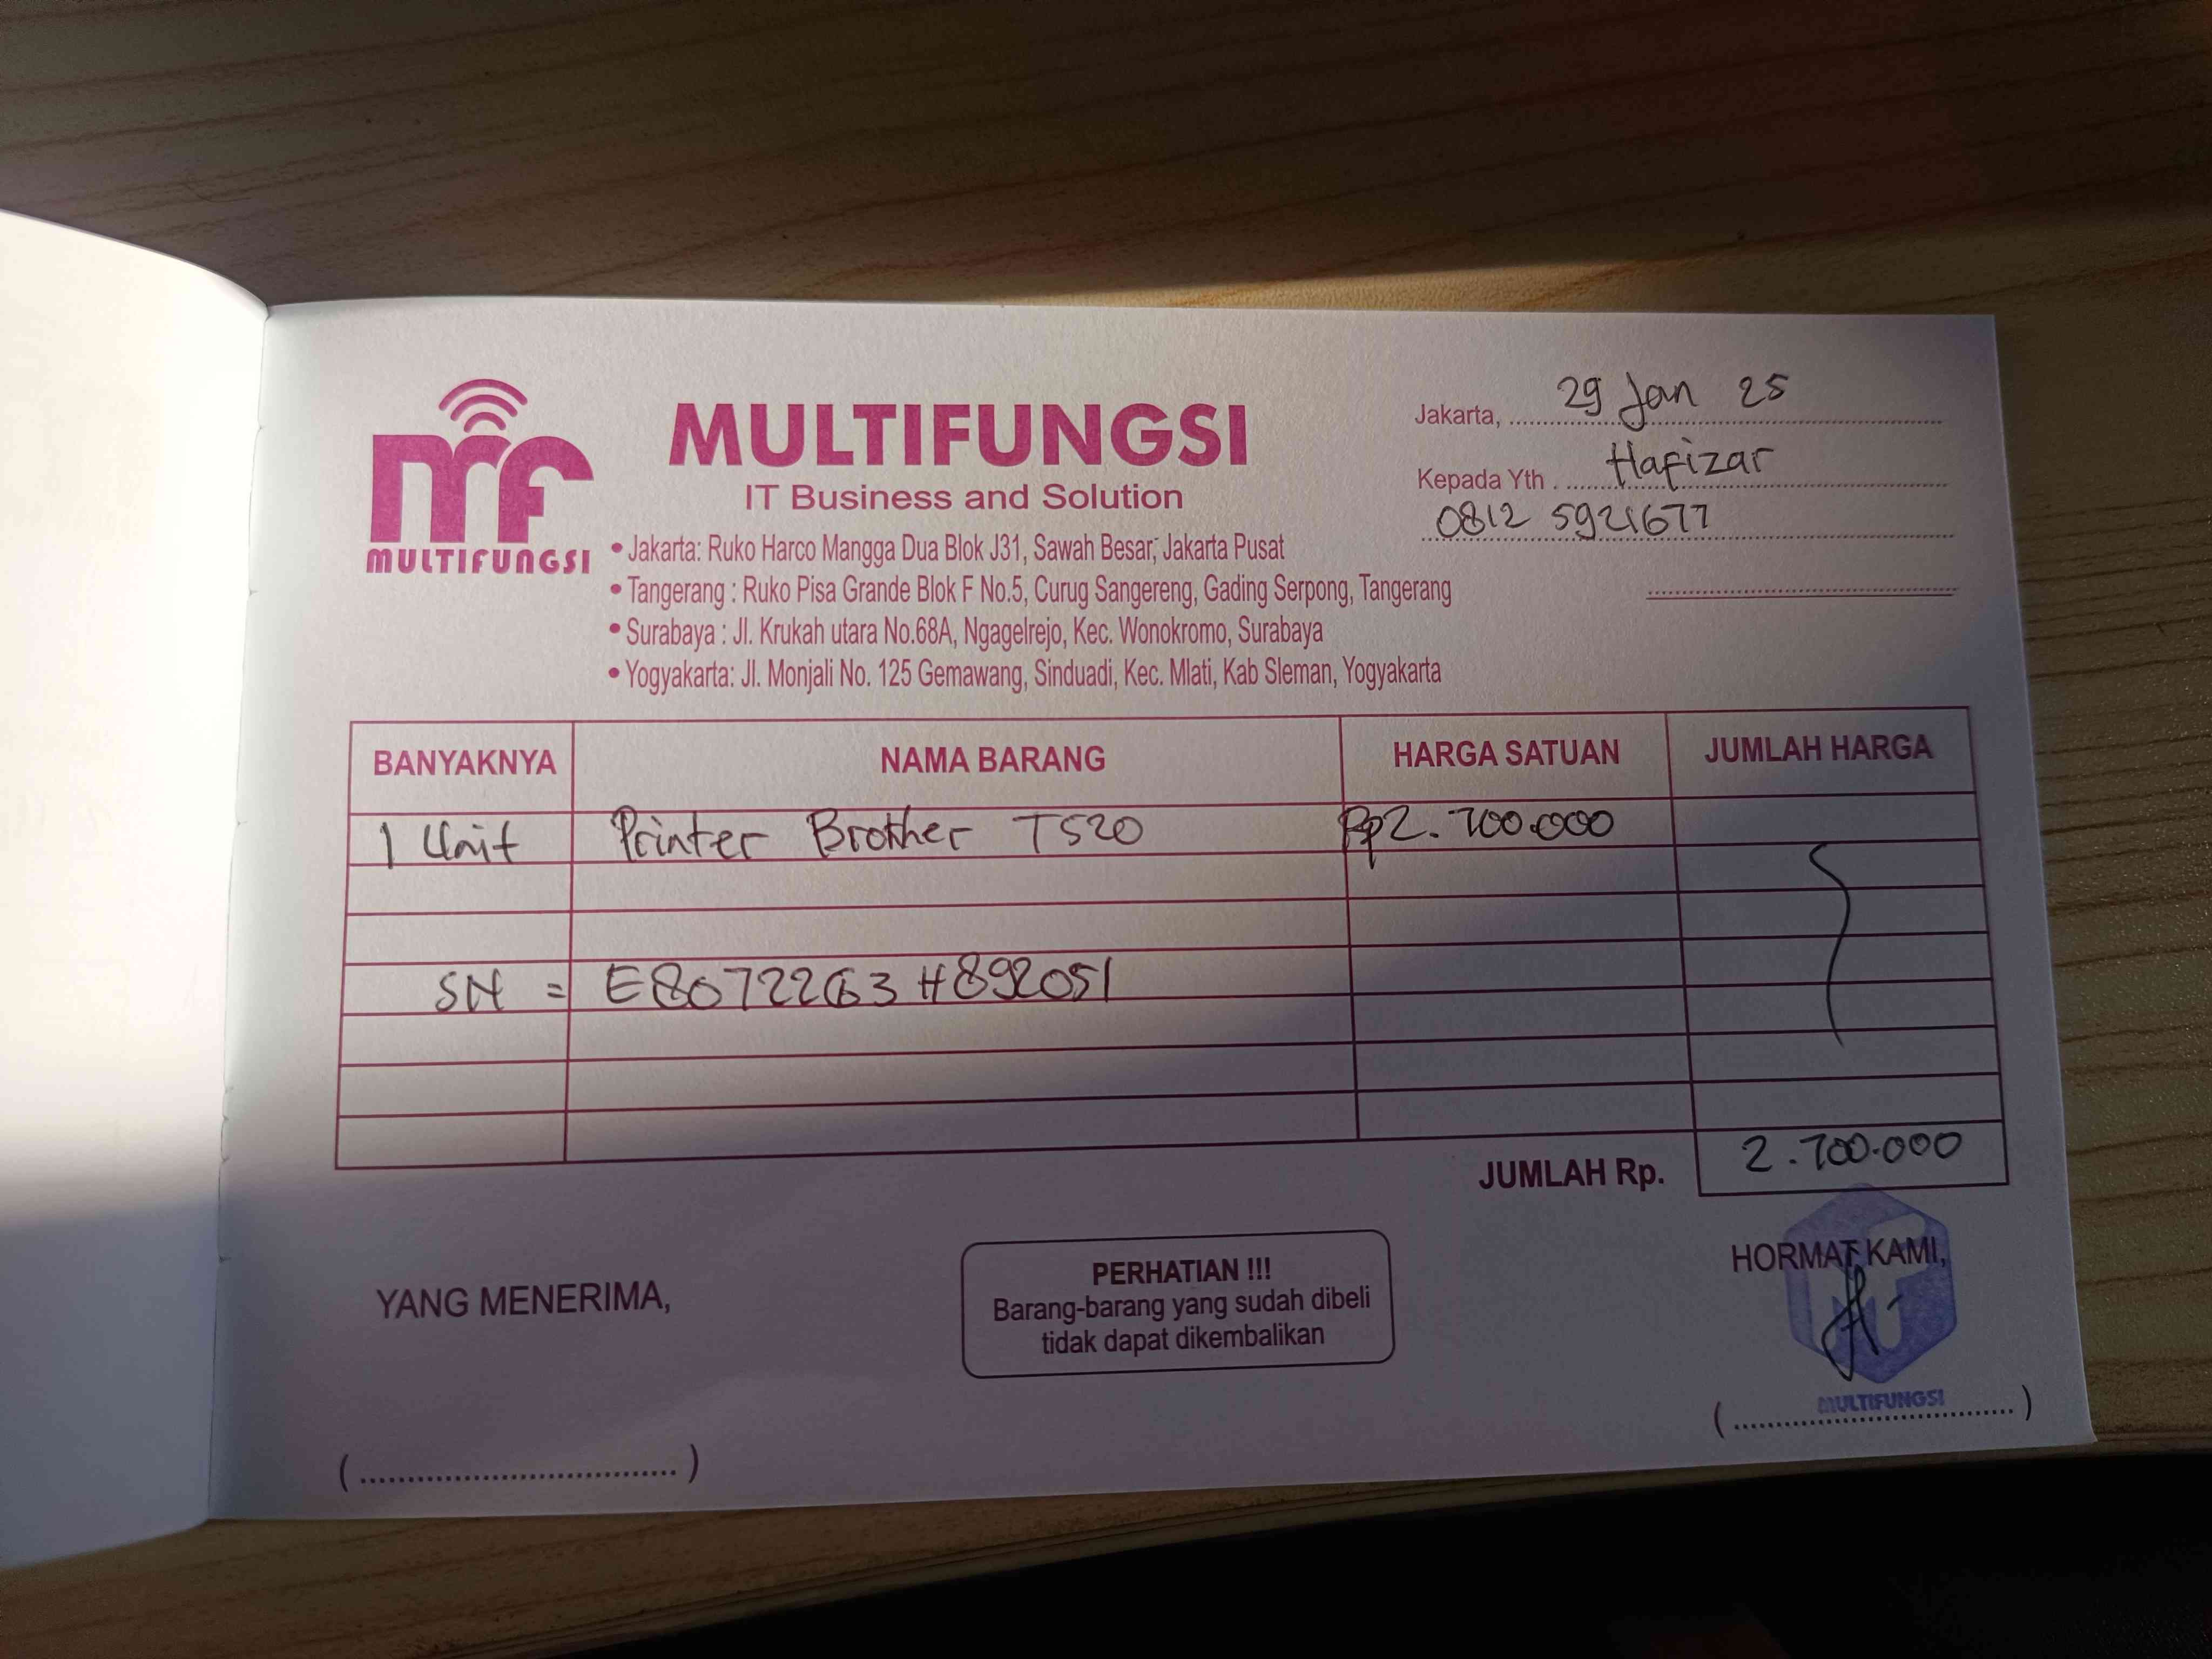 MULTIFUNGSI
MULTIFUNGSI
IT Business and Solution
• Jakarta: Ruko Harco Mangga Dua Blok J31, Sawah Besar, Jakarta Pusat
• Tangerang : Ruko Pisa Grande Blok F No.5, Curug Sangereng, Gading Serpong, Tangerang
• Surabaya : Jl. Krukah utara No.68A, Ngagelrejo, Kec. Wonokromo, Surabaya
• Yogyakarta: Jl. Monjali No. 125 Gemawang, Sinduadi, Kec. Mlati, Kab Sleman, Yogyakarta
Jakarta, 29 Jan 25
Kepada Yth. Hafizar
0812 5921677
BANYAKNYA NAMA BARANG HARGA SATUAN JUMLAH HARGA
1 Unit Printer Brother T520 Rp2.700.000
SN = E80722G3H892051
JUMLAH Rp. 2.700.000
YANG MENERIMA,
PERHATIAN !!!
Barang-barang yang sudah dibeli
tidak dapat dikembalikan
HORMAT KAMI,
MULTIFUNGSI